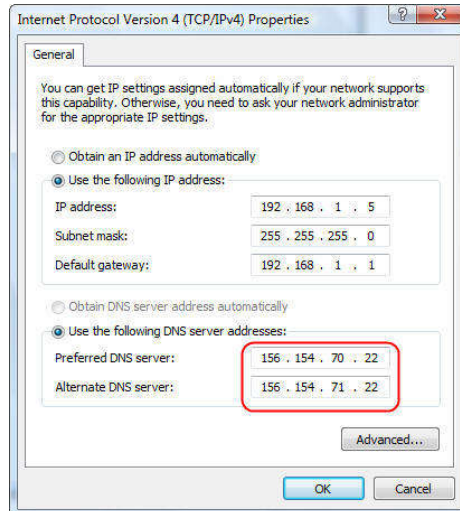 Internet Protocol Version 4 (TCP/IPv4) Properties
General
You can get IP settings assigned automatically if your network supports
this capability. Otherwise, you need to ask your network administrator
for the appropriate IP settings.
Obtain an IP address automatically
Use the following IP address:
IP address: 192 . 168 . 1 . 5
Subnet mask: 255 . 255 . 255 . 0
Default gateway: 192 . 168 . 1 . 1
Obtain DNS server address automatically
Use the following DNS server addresses:
Preferred DNS server: 156 . 154 . 70 . 22
Alternate DNS server: 156 . 154 . 71 . 22
Advanced...
OK Cancel